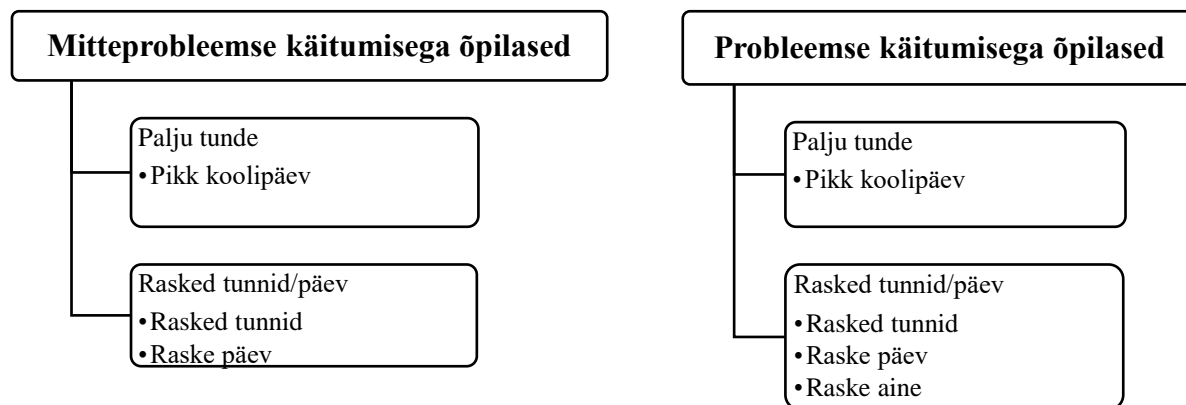 Mitteprobleemse käitumisega õpilased
Palju tunde
•Pikk koolipäev
Rasked tunnid/päev
•Rasked tunnid
•Raske päev
Probleemse käitumisega õpilased
Palju tunde
•Pikk koolipäev
Rasked tunnid/päev
•Rasked tunnid
•Raske päev
•Raske aine